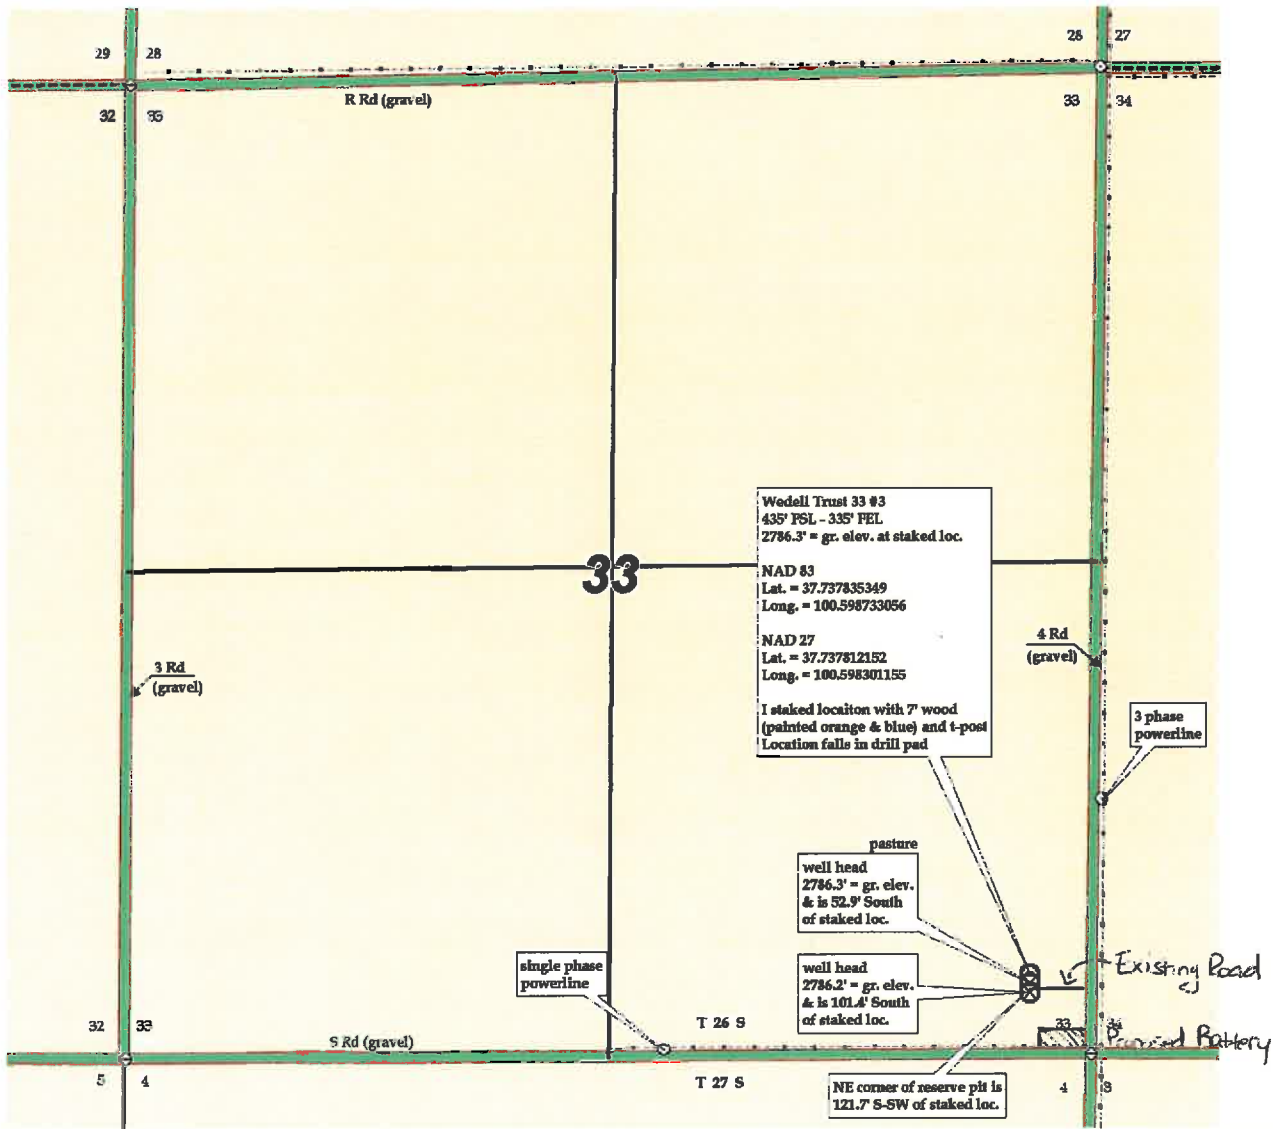 29 28
28 27
R Rd (gravel)
32 33
33 34
Wedell Trust 33 #3
435' FSL - 335' FEL
2786.3' = gr. elev. at staked loc.
NAD 83
Lat. = 37.737835349
Long. = 100.598733056
NAD 27
Lat. = 37.737812152
Long. = 100.598301155
I staked locaiton with 7' wood
(painted orange & blue) and t-post
Location falls in drill pad
33
4 Rd
(gravel)
3 Rd
(gravel)
3 phase
powerline
pasture
well head
2786.3' = gr. elev.
& is 52.9' South
of staked loc.
single phase
powerline
well head
2786.2' = gr. elev.
& is 101.4' South
of staked loc.
Existing Road
32 33
T 26 S
33 34
S Rd (gravel)
Battery
5 4
T 27 S
NE corner of reserve pit is
121.7' S-SW of staked loc.
4 3